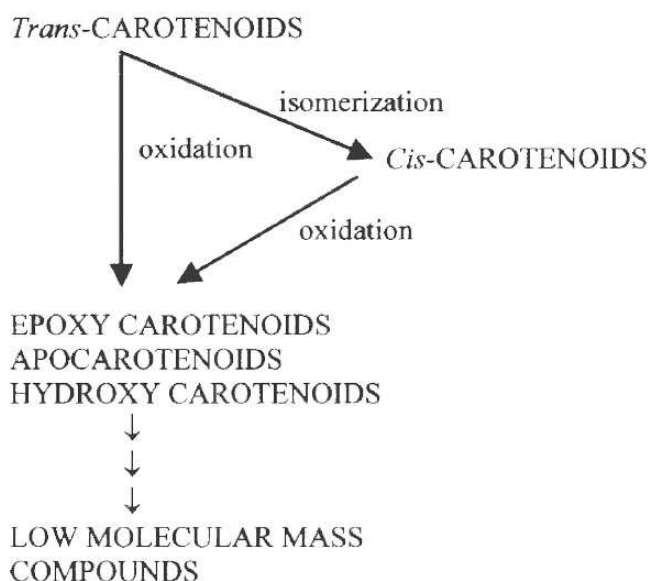 Trans-CAROTENOIDS
isomerization
oxidation
Cis-CAROTENOIDS
oxidation
EPOXY CAROTENOIDS
APOCAROTENOIDS
HYDROXY CAROTENOIDS
↓
↓
↓
LOW MOLECULAR MASS
COMPOUNDS